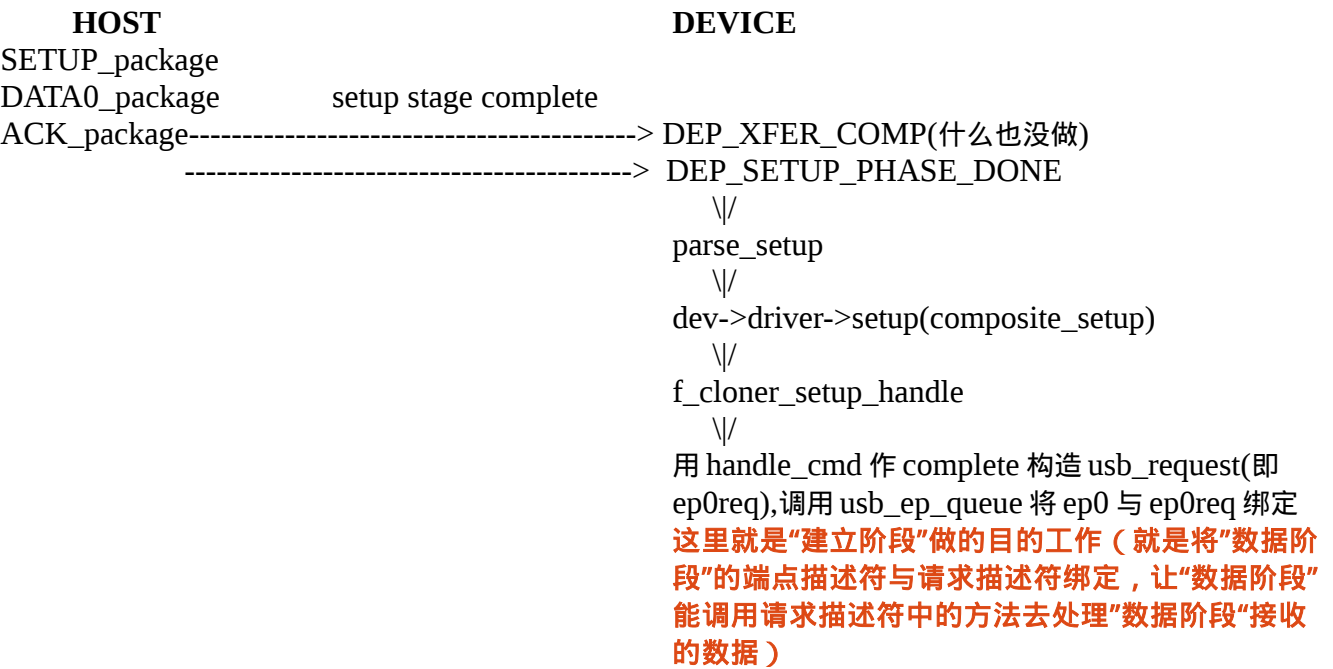 HOST DEVICE
SETUP_package
DATA0_package setup stage complete
ACK_package------------------------------------------> DEP_XFER_COMP(什么也没做)
------------------------------------------> DEP_SETUP_PHASE_DONE
\|/
parse_setup
\|/
dev->driver->setup(composite_setup)
\|/
f_cloner_setup_handle
\|/
用 handle_cmd 作 complete 构造 usb_request(即
ep0req),调用 usb_ep_queue 将 ep0 与 ep0req 绑定
这里就是“建立阶段”做的目的工作（就是将”数据阶
段”的端点描述符与请求描述符绑定，让“数据阶段”
能调用请求描述符中的方法去处理”数据阶段“接收
的数据）